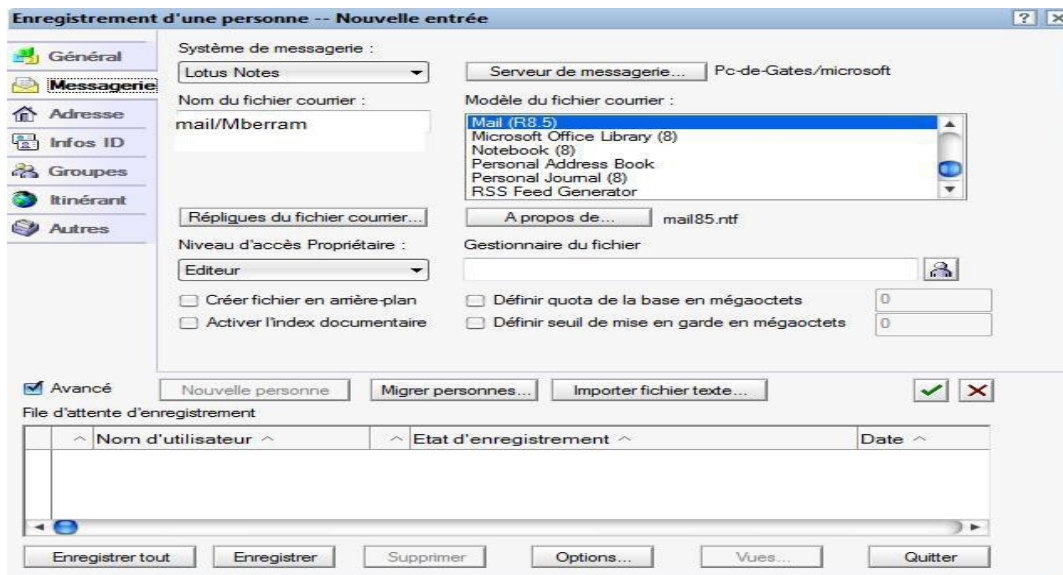 Enregistrement d'une personne -- Nouvelle entrée
Général
Messagerie
Adresse
Infos ID
Groupes
Itinérant
Autres
Système de messagerie :
Lotus Notes
Serveur de messagerie... Pc-de-Gates/microsoft
Nom du fichier courrier :
mail/Mberram
Modèle du fichier courrier :
Mail (R8.5)
Microsoft Office Library (8)
Notebook (8)
Personal Address Book
Personal Journal (8)
RSS Feed Generator
Répliques du fichier courrier...
A propos de... mail85.ntf
Niveau d'accès Propriétaire :
Editeur
Gestionnaire du fichier
Créer fichier en arrière-plan
Définir quota de la base en mégaoctets 0
Activer l'index documentaire
Définir seuil de mise en garde en mégaoctets 0
Avancé
Nouvelle personne
Migrer personnes...
Importer fichier texte...
File d'attente d'enregistrement
Nom d'utilisateur
Etat d'enregistrement
Date
Enregistrer tout
Enregistrer
Supprimer
Options...
Vues...
Quitter